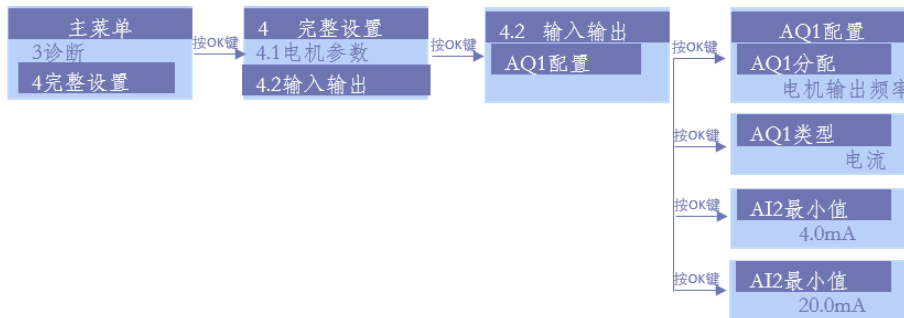 主菜单
3诊断
4完整设置
按OK键
4 完整设置
4.1电机参数
4.2输入输出
按OK键
4.2 输入输出
AQ1配置
按OK键
AQ1配置
AQ1分配
电机输出频率
按OK键
AQ1类型
电流
按OK键
AI2最小值
4.0mA
按OK键
AI2最小值
20.0mA